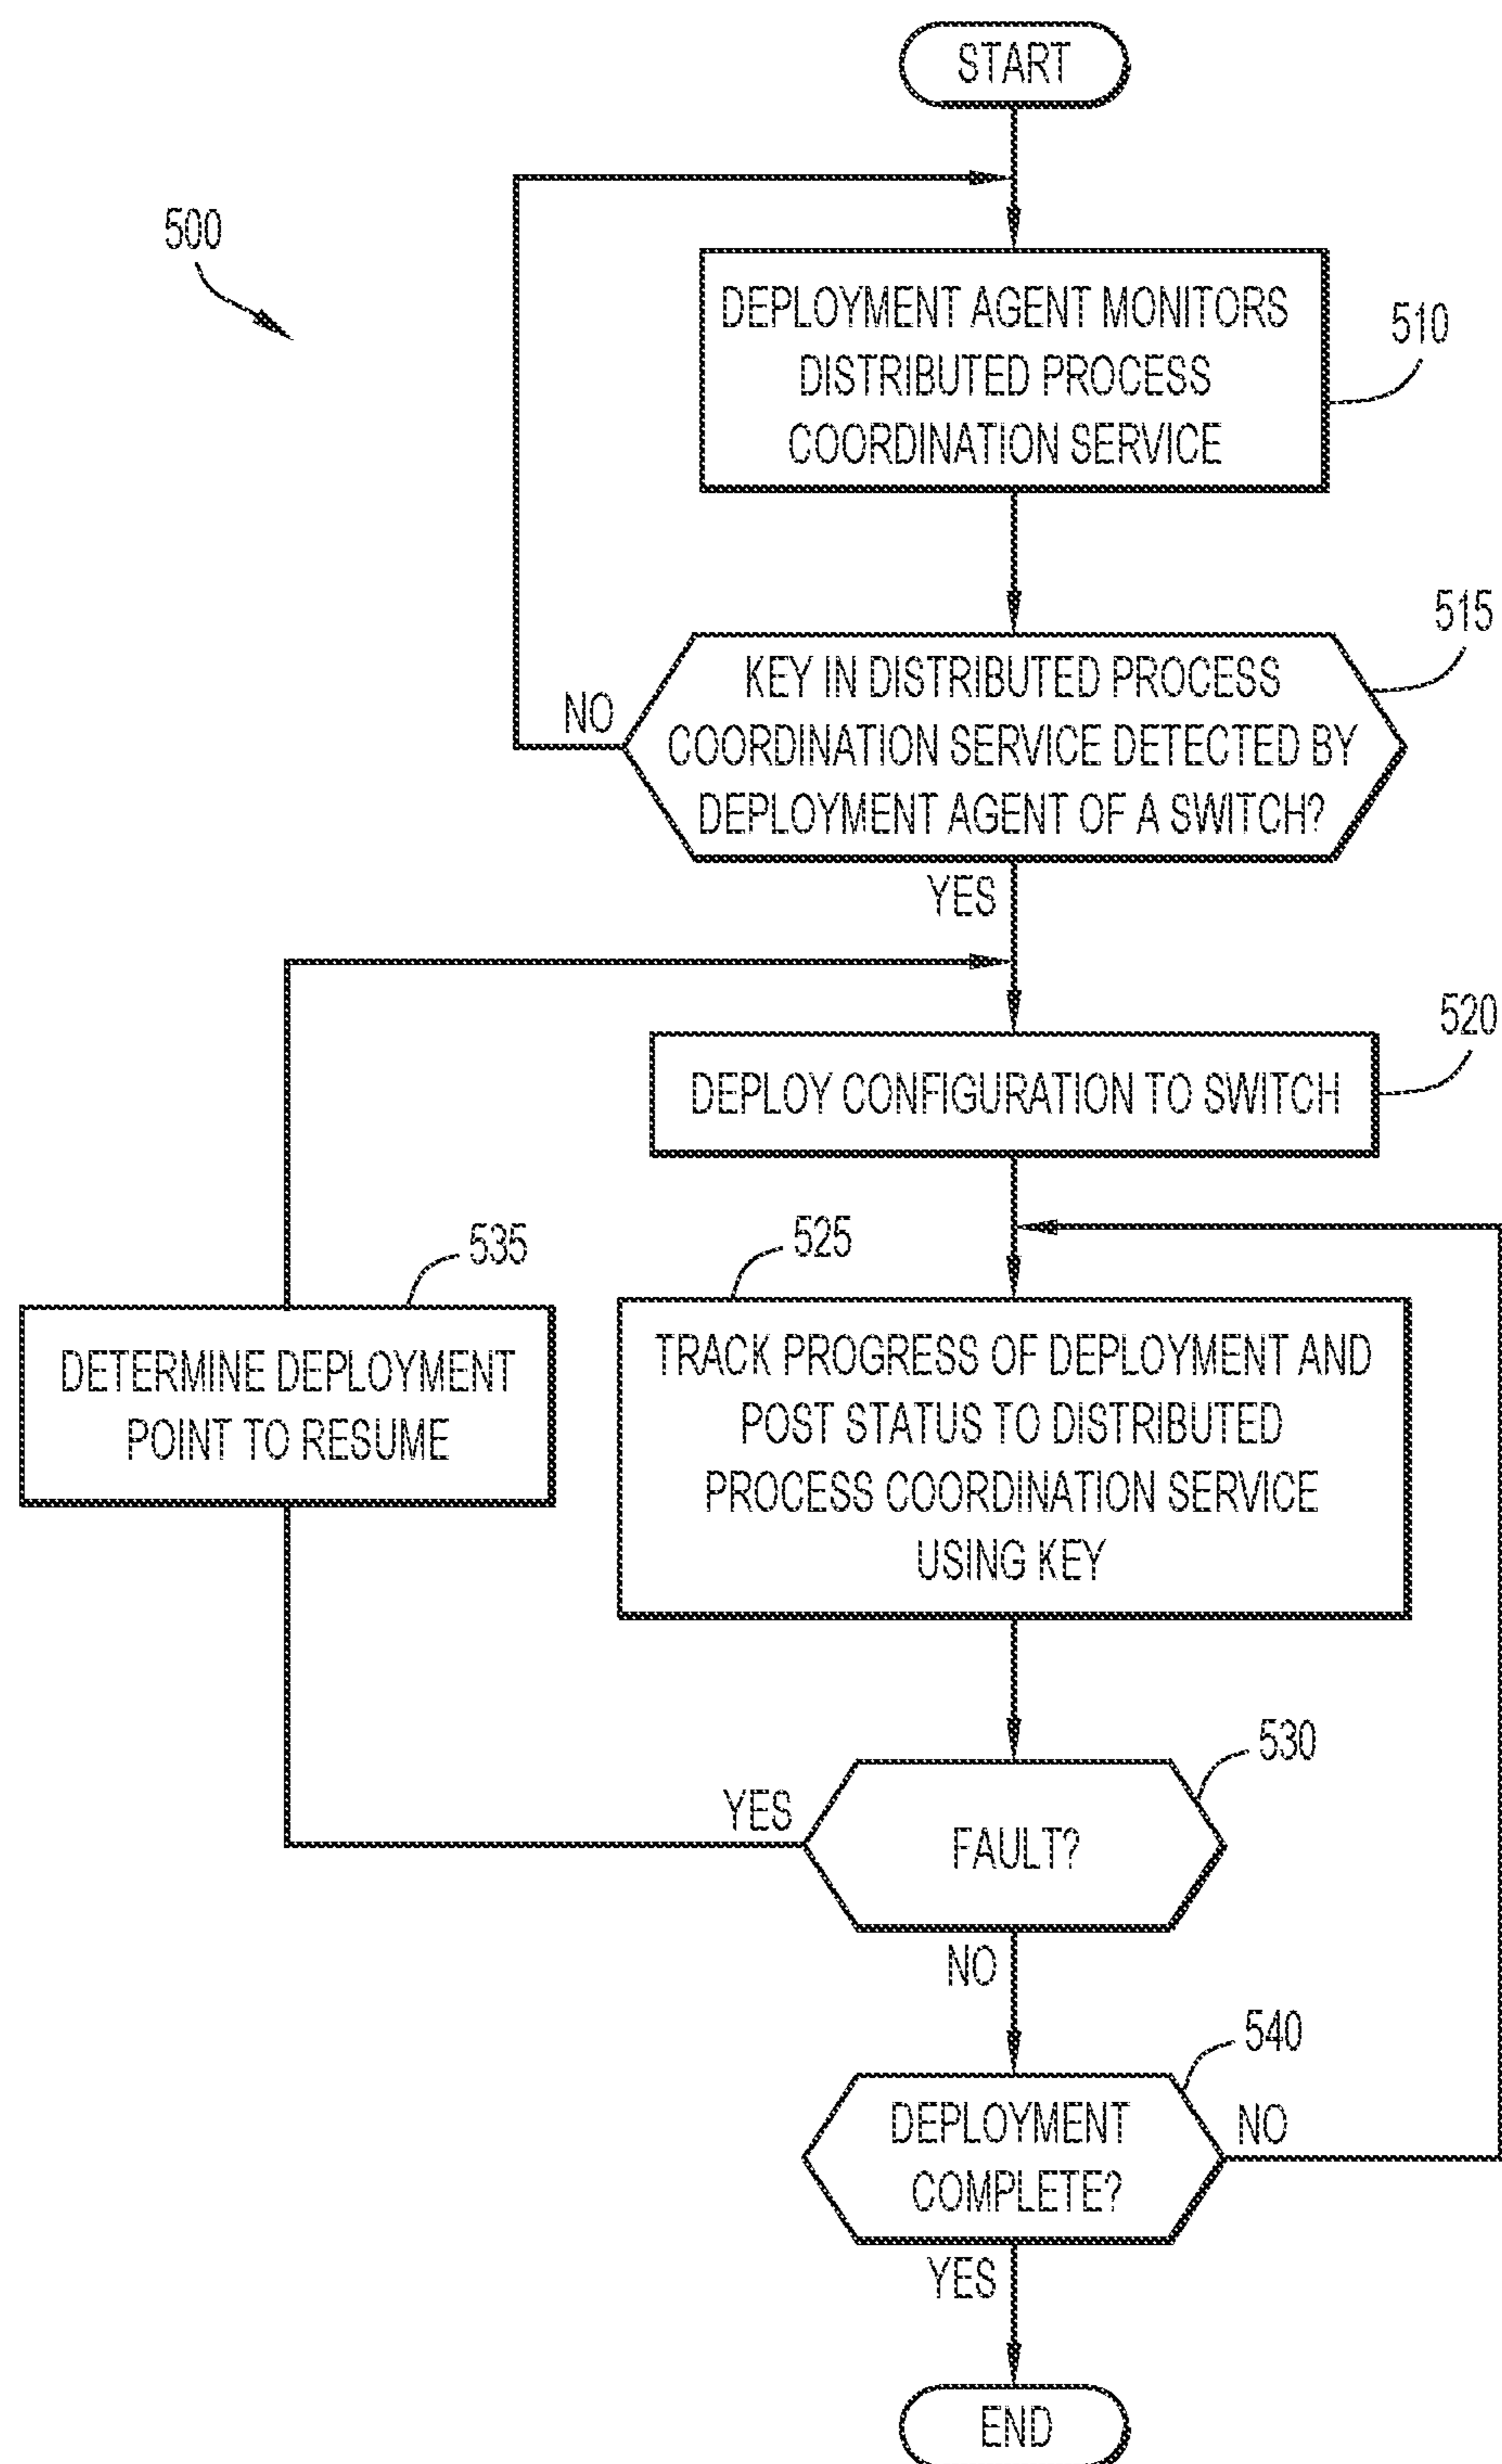 START
500
DEPLOYMENT AGENT MONITORS
DISTRIBUTED PROCESS
COORDINATION SERVICE
510
515
KEY IN DISTRIBUTED PROCESS
COORDINATION SERVICE DETECTED BY
DEPLOYMENT AGENT OF A SWITCH?
NO
YES
520
DEPLOY CONFIGURATION TO SWITCH
535
DETERMINE DEPLOYMENT
POINT TO RESUME
525
TRACK PROGRESS OF DEPLOYMENT AND
POST STATUS TO DISTRIBUTED
PROCESS COORDINATION SERVICE
USING KEY
530
YES
FAULT?
NO
540
DEPLOYMENT
COMPLETE?
NO
YES
END